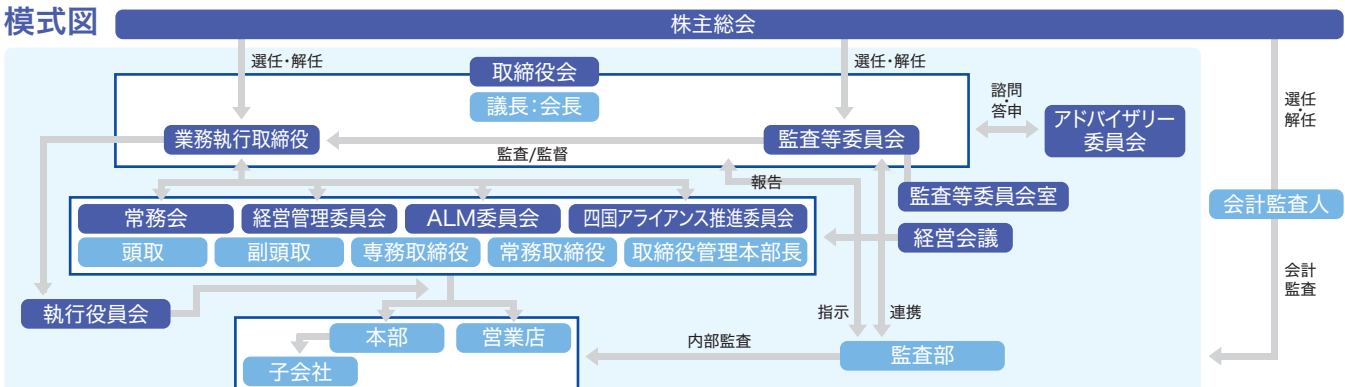 模式図
株主総会
選任・解任
選任・解任
取締役会
議長：会長
諮問・答申
選任・解任
業務執行取締役
監査等委員会
アドバイザリー
委員会
監査/監督
報告
監査等委員会室
会計監査人
常務会
経営管理委員会
ALM委員会
四国アライアンス推進委員会
経営会議
頭取
副頭取
専務取締役
常務取締役
取締役管理本部長
会計
監査
執行役員会
指示
連携
本部
営業店
内部監査
監査部
子会社